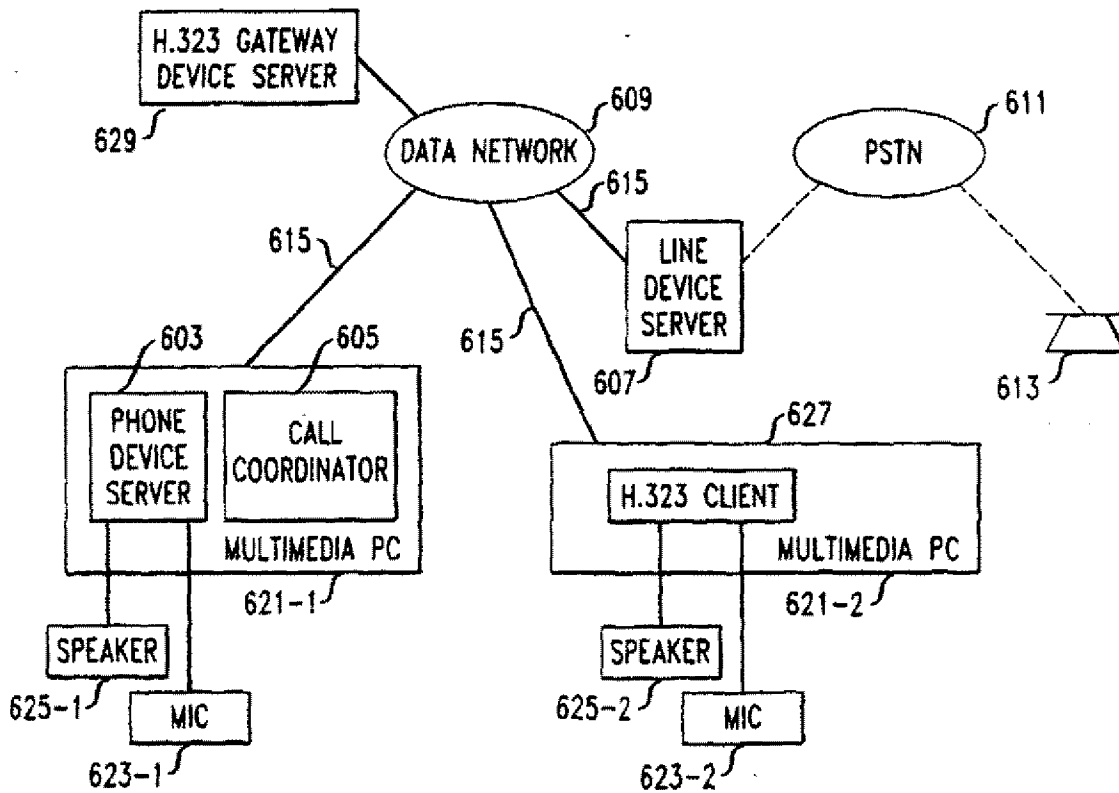 H.323 GATEWAY
DEVICE SERVER
629
609
DATA NETWORK
611
PSTN
615
615
LINE
DEVICE
SERVER
607
613
615
603
605
PHONE
DEVICE
SERVER
CALL
COORDINATOR
MULTIMEDIA PC
621-1
627
H.323 CLIENT
MULTIMEDIA PC
621-2
SPEAKER
625-1
MIC
623-1
SPEAKER
625-2
MIC
623-2